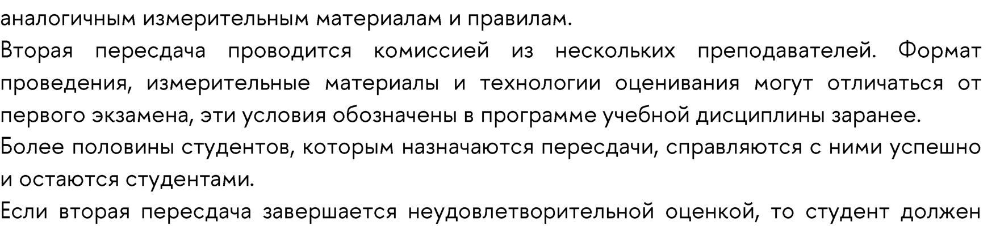 аналогичным измерительным материалам и правилам.
Вторая пересдача проводится комиссией из нескольких преподавателей. Формат
проведения, измерительные материалы и технологии оценивания могут отличаться от
первого экзамена, эти условия обозначены в программе учебной дисциплины заранее.
Более половины студентов, которым назначаются пересдачи, справляются с ними успешно
и остаются студентами.
Если вторая пересдача завершается неудовлетворительной оценкой, то студент должен